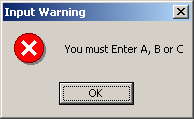 Input Warning
You must Enter A, B or C
OK